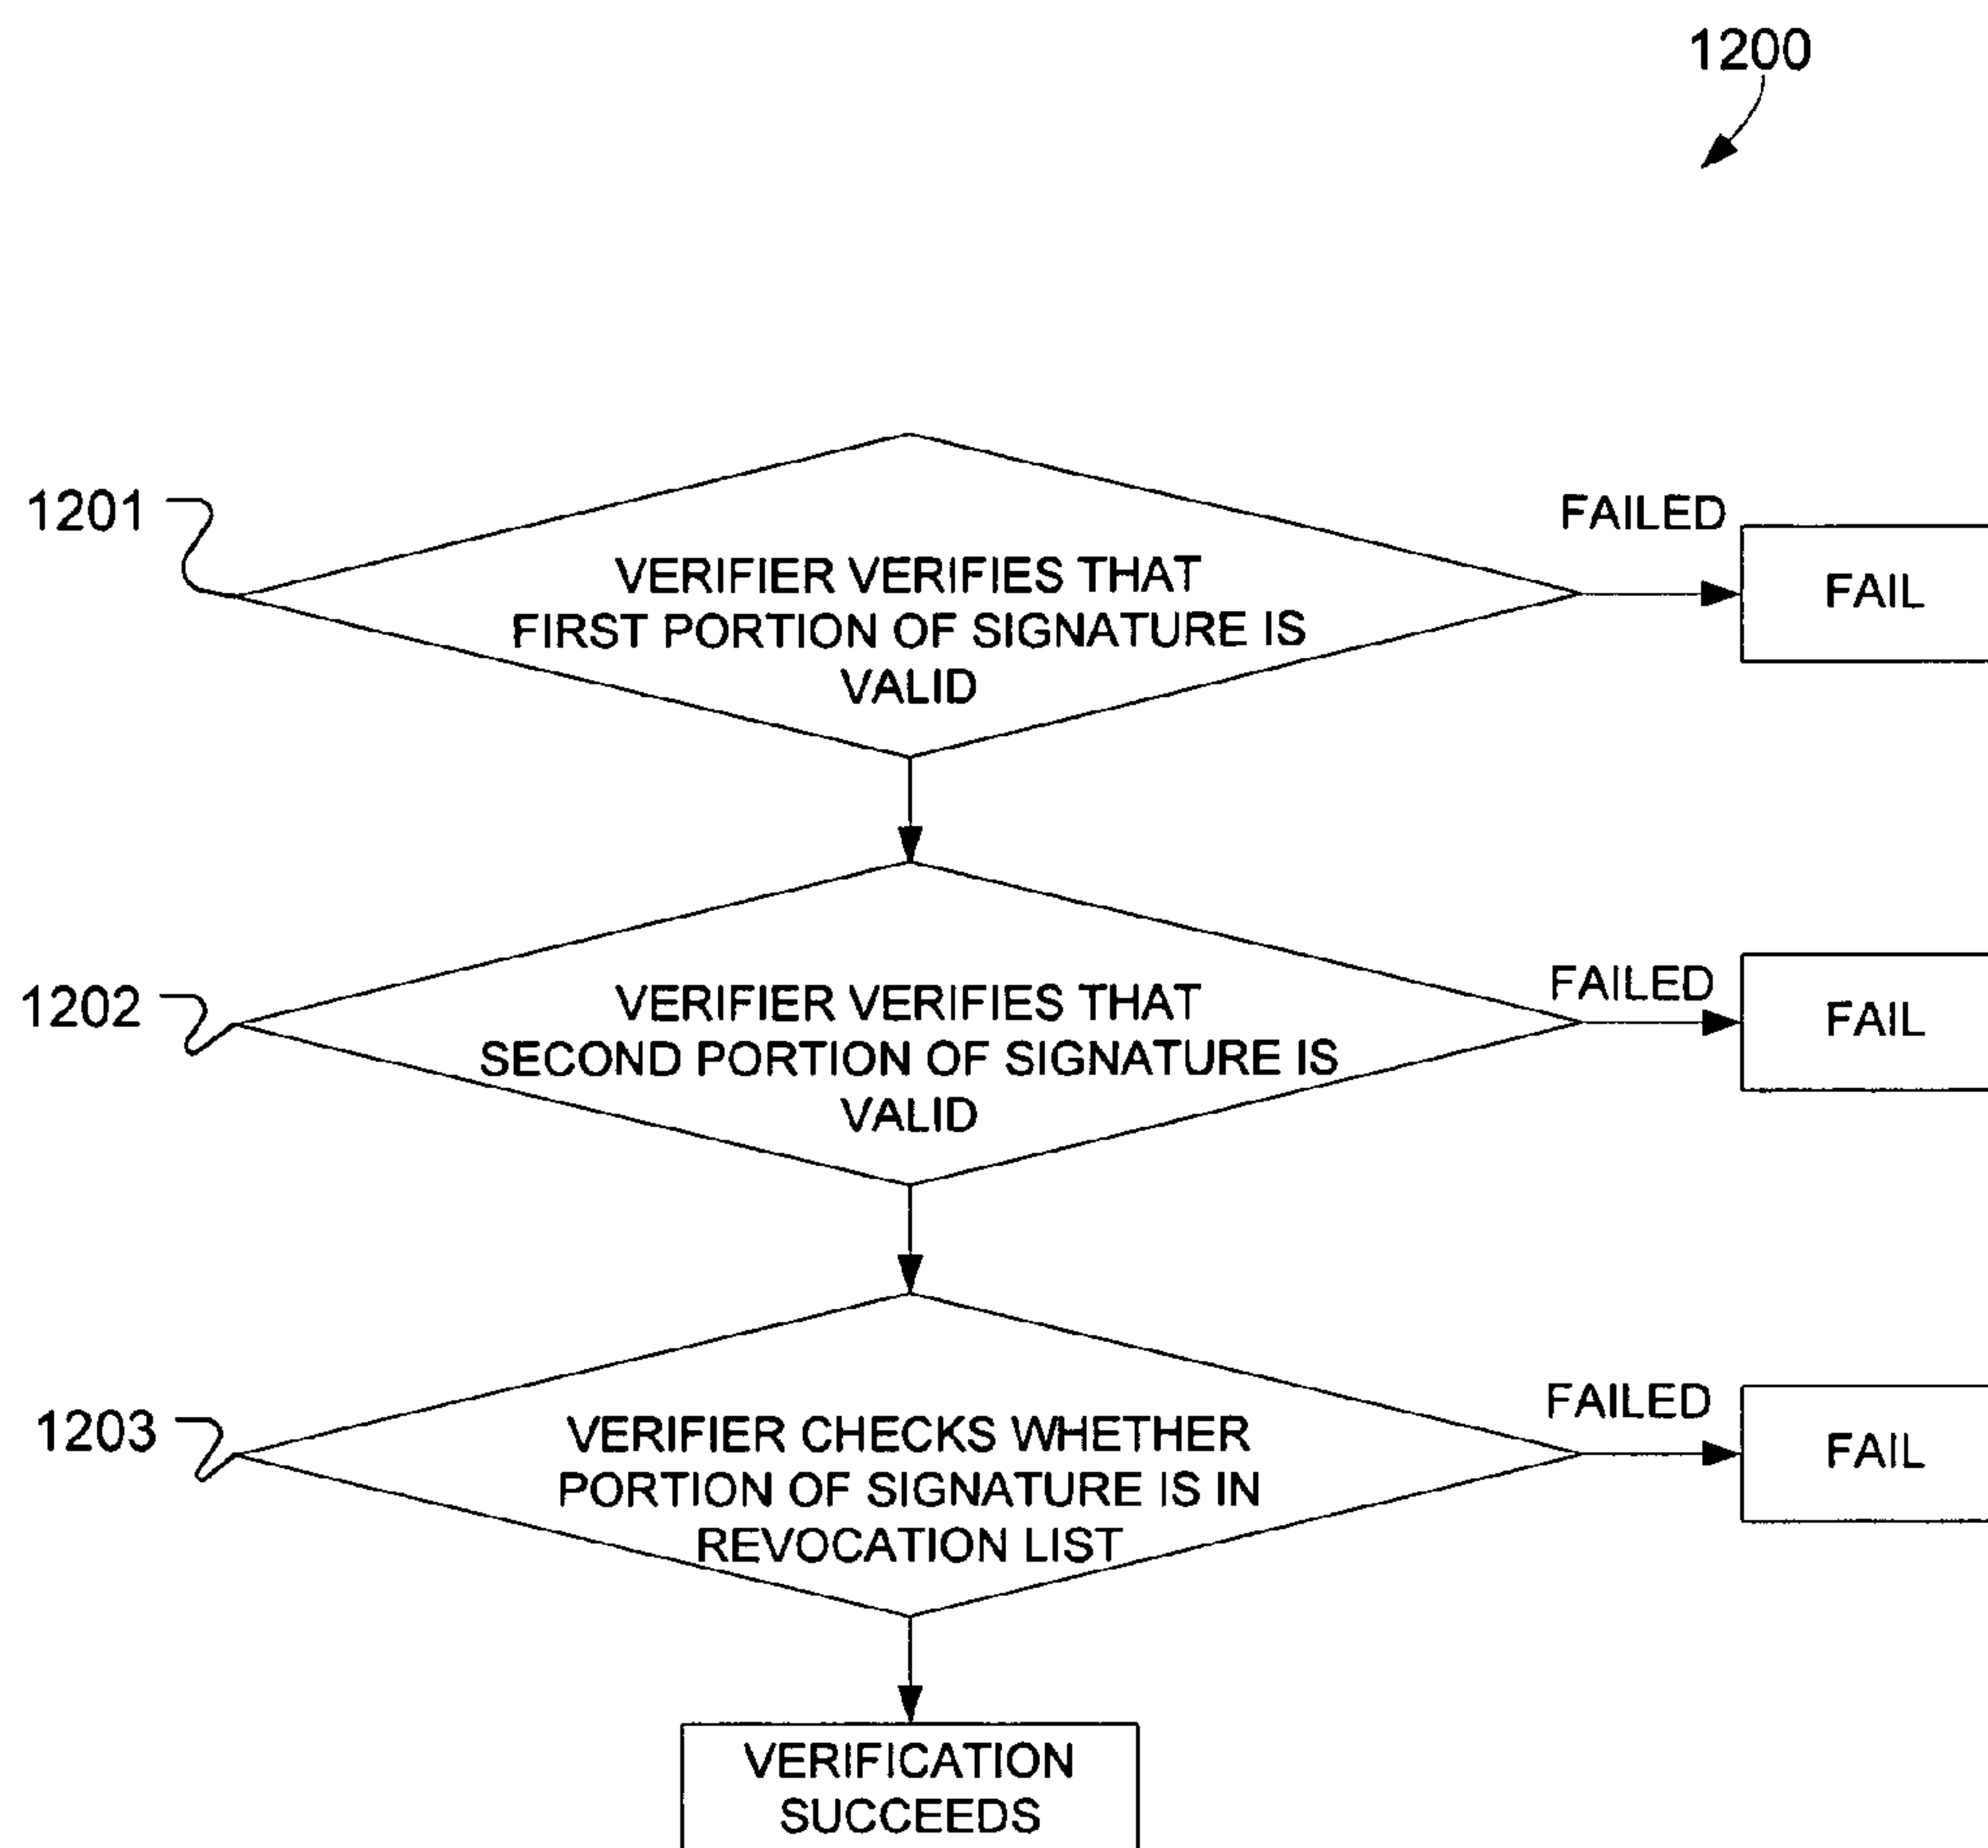 1200
1201
VERIFIER VERIFIES THAT
FIRST PORTION OF SIGNATURE IS
VALID
FAILED
FAIL
1202
VERIFIER VERIFIES THAT
SECOND PORTION OF SIGNATURE IS
VALID
FAILED
FAIL
1203
VERIFIER CHECKS WHETHER
PORTION OF SIGNATURE IS IN
REVOCATION LIST
FAILED
FAIL
VERIFICATION
SUCCEEDS